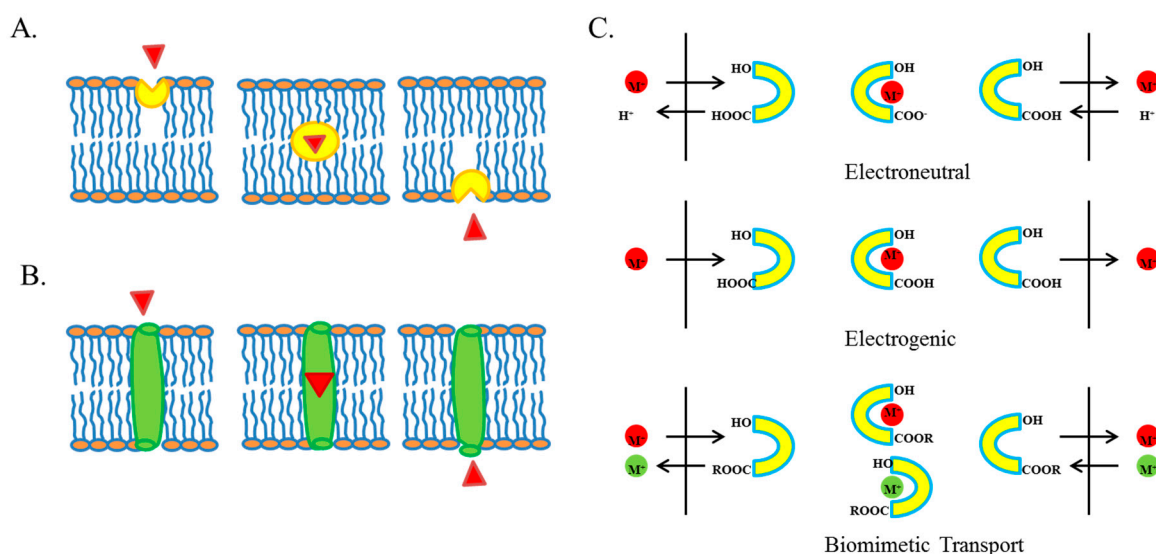 A.
B.
C.
HO
OH
OH
M⁺
M⁺
M⁺
H⁺
HOOC
COO⁻
COOH
H⁺
Electroneutral
HO
OH
OH
M⁺
M⁺
M⁺
HOOC
COOH
COOH
Electrogenic
OH
HO
OH
M⁺
M⁺
M⁺
COOR
M⁺
ROOC
HO
COOR
M⁺
M⁺
ROOC
Biomimetic Transport